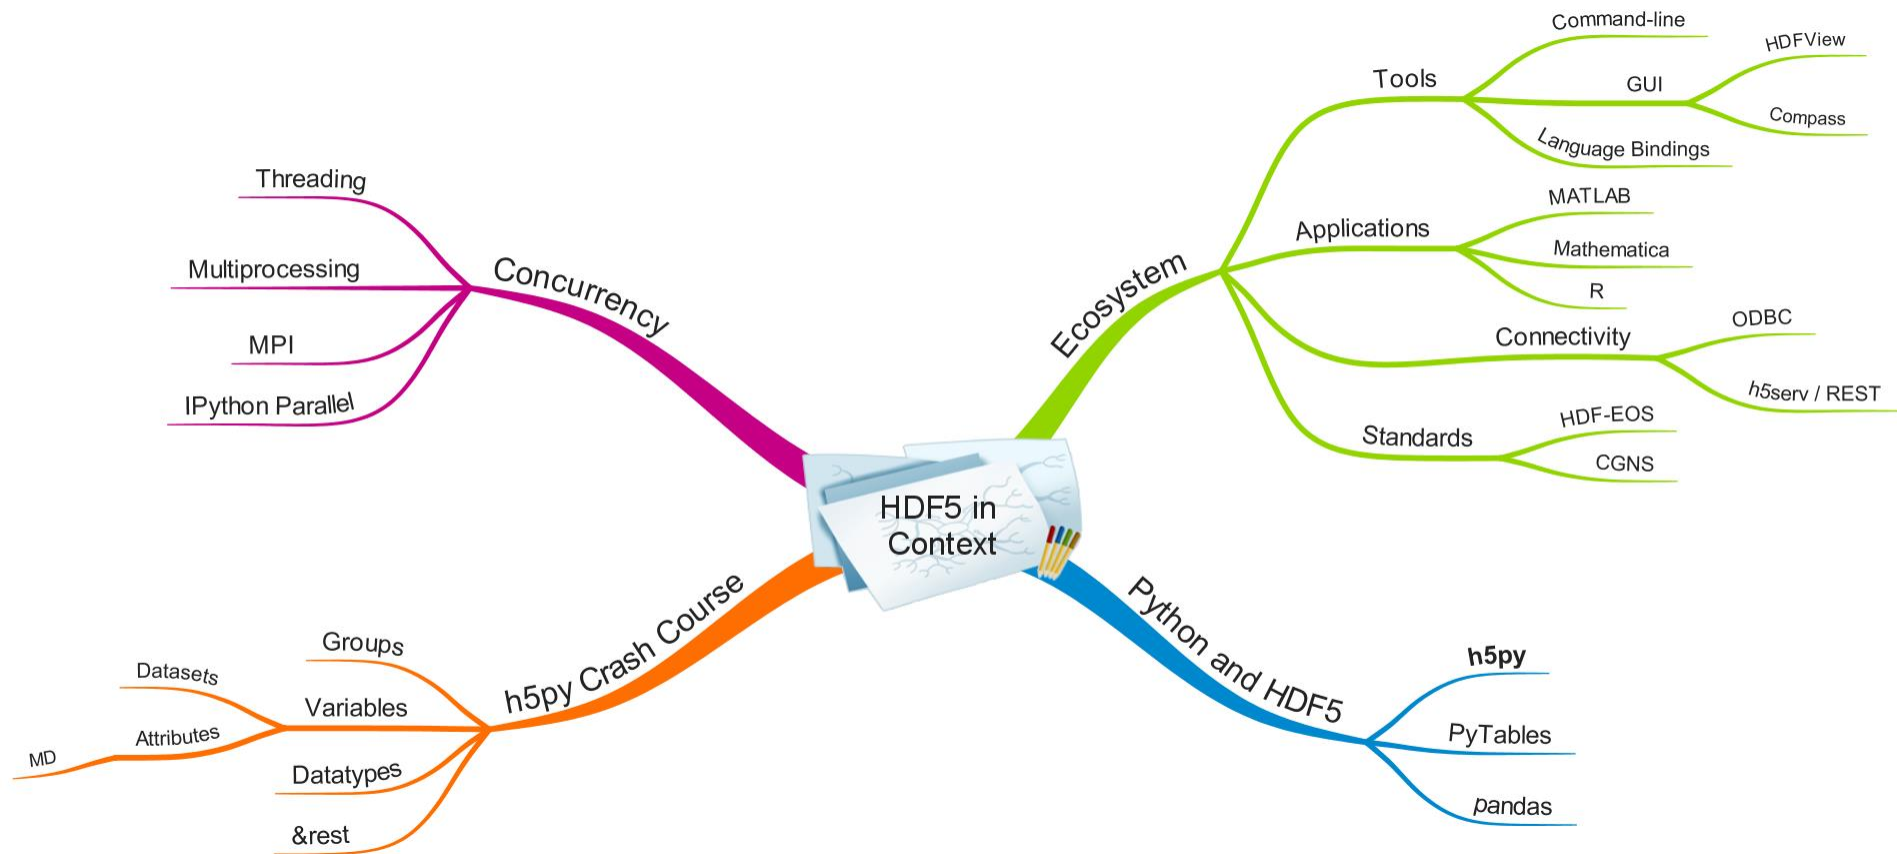 HDF5 in
Context
Concurrency
Threading
Multiprocessing
MPI
IPython Parallel
Ecosystem
Tools
Command-line
GUI
HDFView
Compass
Language Bindings
Applications
MATLAB
Mathematica
R
Connectivity
ODBC
h5serv / REST
Standards
HDF-EOS
CGNS
h5py Crash Course
Groups
Variables
Datasets
Attributes
MD
Datatypes
&rest
Python and HDF5
h5py
PyTables
pandas